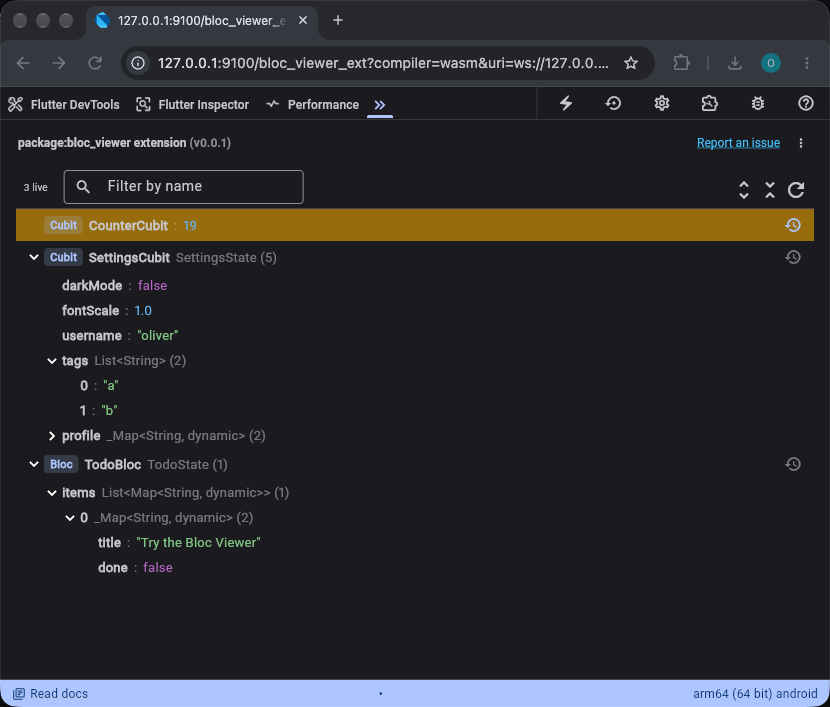 127.0.0.1:9100/bloc_viewer_e
127.0.0.1:9100/bloc_viewer_ext?compiler=wasm&uri=ws://127.0.0.... O
Flutter DevTools Flutter Inspector Performance
package:bloc_viewer extension (v0.0.1) Report an issue
3 live Filter by name
Cubit CounterCubit : 19
Cubit SettingsCubit SettingsState (5)
darkMode : false
fontScale : 1.0
username : "oliver"
tags List<String> (2)
0 : "a"
1 : "b"
profile _Map<String, dynamic> (2)
Bloc TodoBloc TodoState (1)
items List<Map<String, dynamic>> (1)
0 _Map<String, dynamic> (2)
title : "Try the Bloc Viewer"
done : false
Read docs • arm64 (64 bit) android